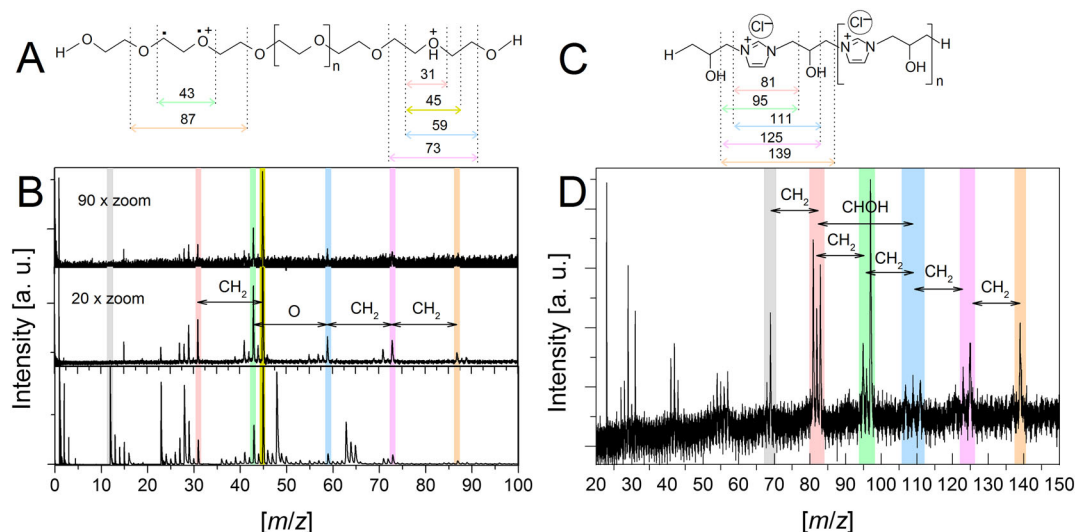 A
H
O
O
•
••
O
+
O
O
n
O
+
O
H
O
H
31
43
45
59
87
73
C
Cl−
Cl−
H
OH
+
N
N
OH
+
N
N
OH
H
n
81
95
111
125
139
B
90 x zoom
20 x zoom
CH2
O
CH2
CH2
Intensity [a. u.]
0 10 20 30 40 50 60 70 80 90 100
[m/z]
D
CH2
CHOH
CH2
CH2
CH2
CH2
Intensity [a. u.]
20 30 40 50 60 70 80 90 100 110 120 130 140 150
[m/z]